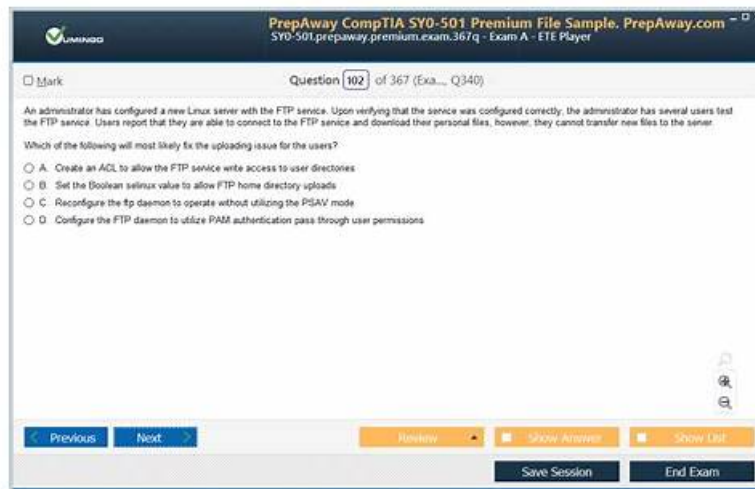 PrepAway CompTIA SY0-501 Premium File Sample. PrepAway.com
VUMINGO
SY0-501.prepaway.premium.exam.367q - Exam A - ETE Player
Mark
Question 102 of 367 (Exa..., Q340)
An administrator has configured a new Linux server with the FTP service. Upon verifying that the service was configured correctly, the administrator has several users test
the FTP service. Users report that they are able to connect to the FTP service and download their personal files, however, they cannot transfer new files to the server.
Which of the following will most likely fix the uploading issue for the users?
A. Create an ACL to allow the FTP service write access to user directories
B. Set the Boolean selinux value to allow FTP home directory uploads
C. Reconfigure the ftp daemon to operate without utilizing the PSAV mode
D. Configure the FTP daemon to utilize PAM authentication pass through user permissions
Previous
Next
Review
Show Answer
Show List
Save Session
End Exam